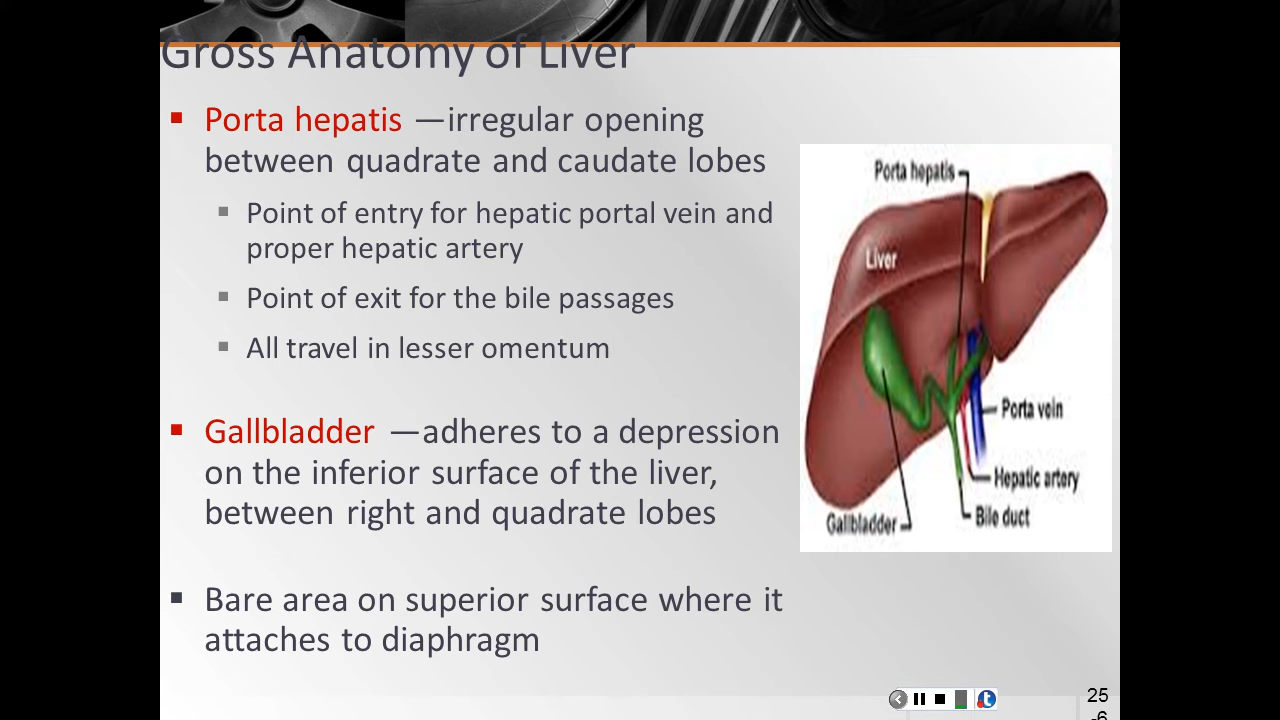 Gross Anatomy of Liver
Porta hepatis —irregular opening
between quadrate and caudate lobes
Point of entry for hepatic portal vein and
proper hepatic artery
Point of exit for the bile passages
All travel in lesser omentum
Gallbladder —adheres to a depression
on the inferior surface of the liver,
between right and quadrate lobes
Bare area on superior surface where it
attaches to diaphragm
Porta hepatis
Liver
Porta vein
Hepatic artery
Bile duct
Gallbladder
25
-6